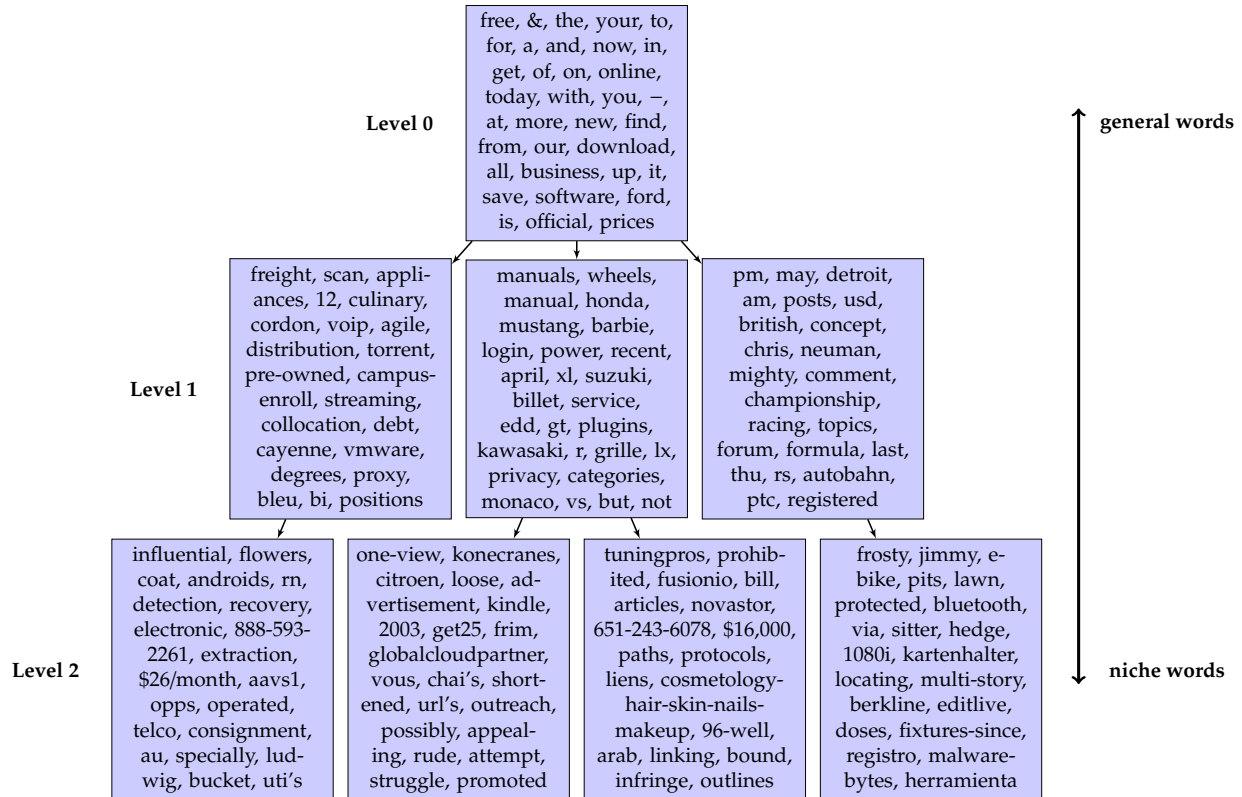 free, &, the, your, to,
for, a, and, now, in,
get, of, on, online,
today, with, you, −,
at, more, new, find,
from, our, download,
all, business, up, it,
save, software, ford,
is, official, prices
Level 0
general words
freight, scan, appli-
ances, 12, culinary,
cordon, voip, agile,
distribution, torrent,
pre-owned, campus-
enroll, streaming,
collocation, debt,
cayenne, vmware,
degrees, proxy,
bleu, bi, positions
manuals, wheels,
manual, honda,
mustang, barbie,
login, power, recent,
april, xl, suzuki,
billet, service,
edd, gt, plugins,
kawasaki, r, grille, lx,
privacy, categories,
monaco, vs, but, not
pm, may, detroit,
am, posts, usd,
british, concept,
chris, neuman,
mighty, comment,
championship,
racing, topics,
forum, formula, last,
thu, rs, autobahn,
ptc, registered
Level 1
influential, flowers,
coat, androids, rn,
detection, recovery,
electronic, 888-593-
2261, extraction,
$26/month, aavs1,
opps, operated,
telco, consignment,
au, specially, lud-
wig, bucket, uti's
one-view, konecranes,
citroen, loose, ad-
vertisement, kindle,
2003, get25, frim,
globalcloudpartner,
vous, chai's, short-
ened, url's, outreach,
possibly, appeal-
ing, rude, attempt,
struggle, promoted
tuningpros, prohib-
ited, fusionio, bill,
articles, novastor,
651-243-6078, $16,000,
paths, protocols,
liens, cosmetology-
hair-skin-nails-
makeup, 96-well,
arab, linking, bound,
infringe, outlines
frosty, jimmy, e-
bike, pits, lawn,
protected, bluetooth,
via, sitter, hedge,
1080i, kartenhalter,
locating, multi-story,
berkline, editlive,
doses, fixtures-since,
registro, malware-
bytes, herramienta
Level 2
niche words